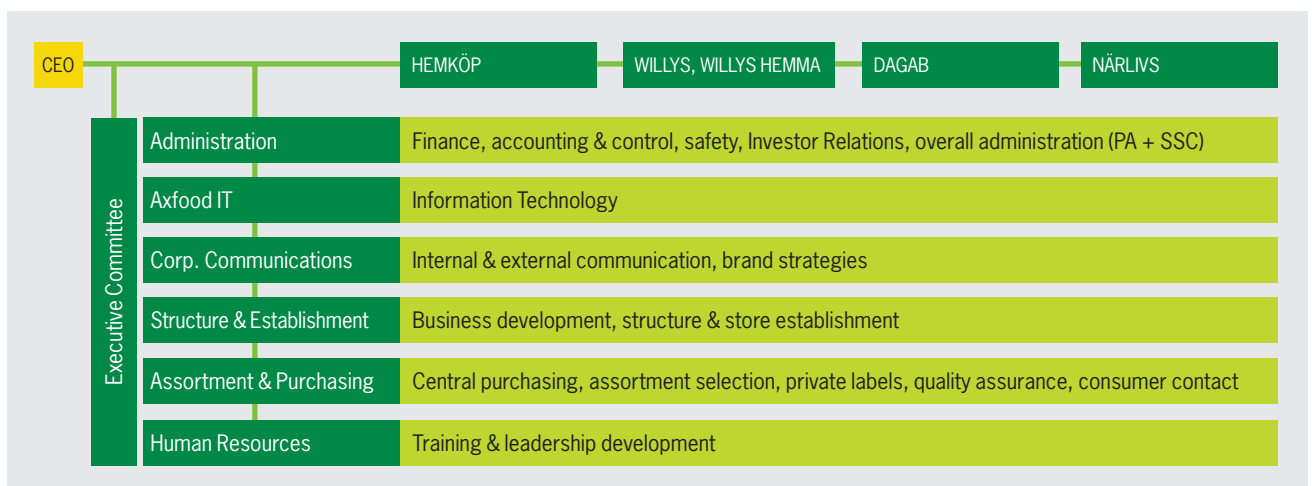 CEO
HEMKÖP
WILLYS, WILLYS HEMMA
DAGAB
NÄRLIVS
Executive Committee
Administration
Finance, accounting & control, safety, Investor Relations, overall administration (PA + SSC)
Axfood IT
Information Technology
Corp. Communications
Internal & external communication, brand strategies
Structure & Establishment
Business development, structure & store establishment
Assortment & Purchasing
Central purchasing, assortment selection, private labels, quality assurance, consumer contact
Human Resources
Training & leadership development